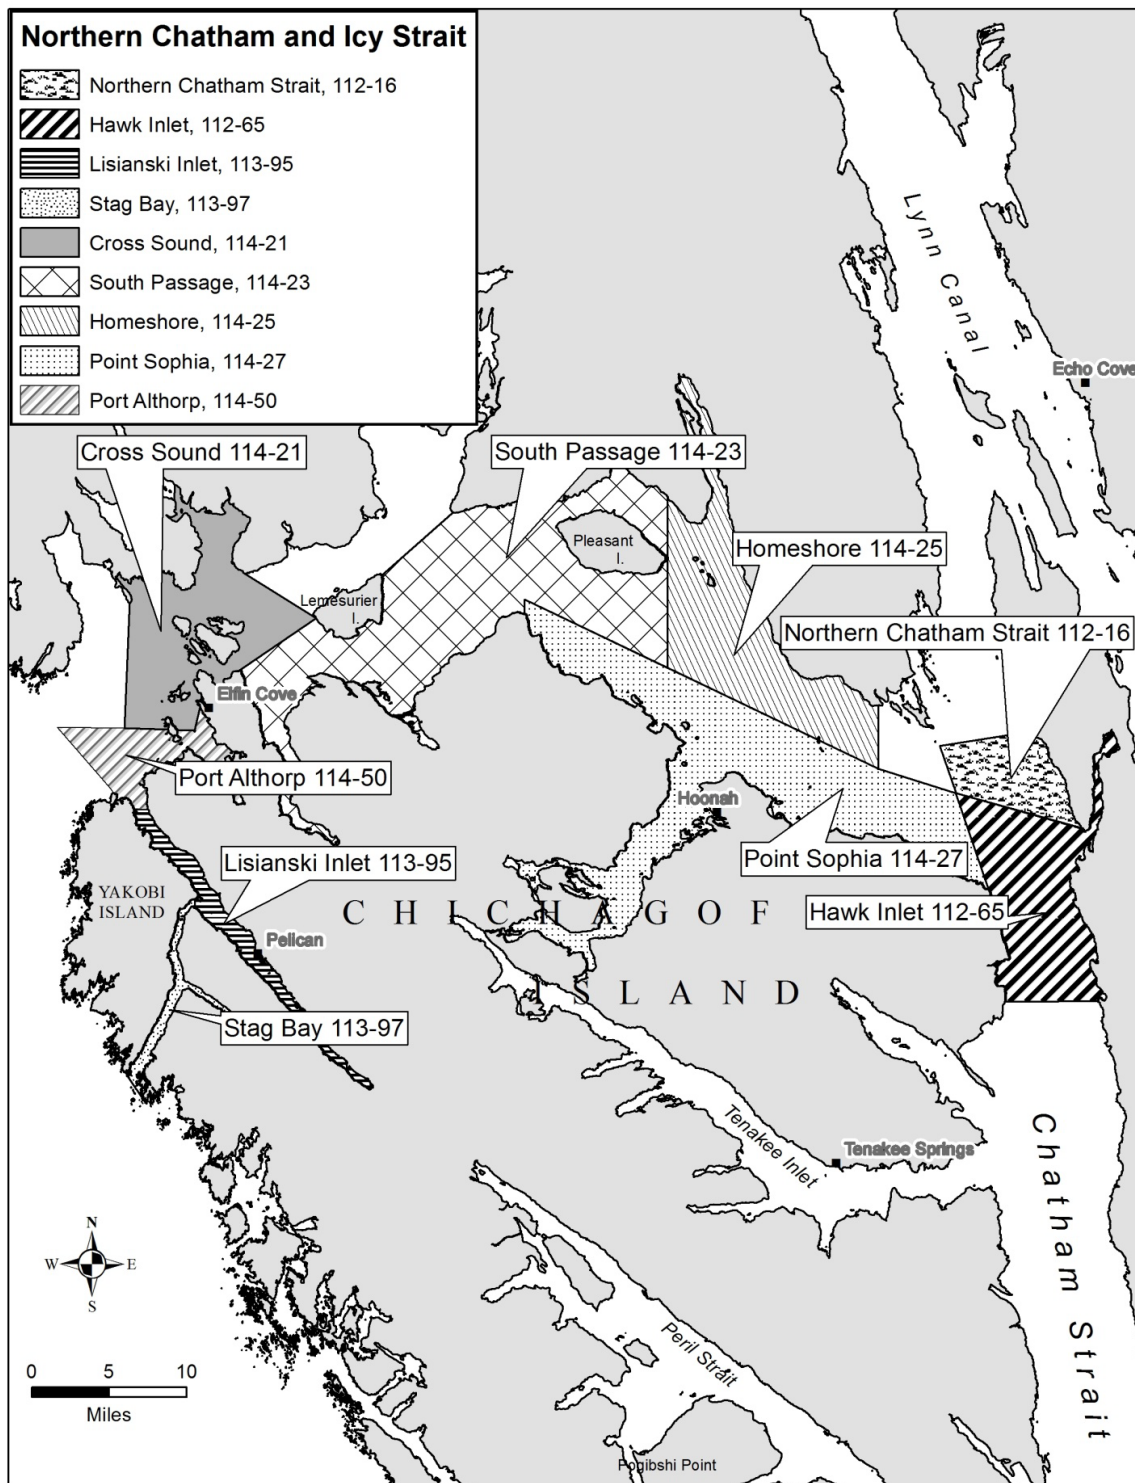 Northern Chatham and Icy Strait
Northern Chatham Strait, 112-16
Hawk Inlet, 112-65
Lisianski Inlet, 113-95
Stag Bay, 113-97
Cross Sound, 114-21
South Passage, 114-23
Homeshore, 114-25
Point Sophia, 114-27
Port Althorp, 114-50
Lynn Canal
Echo Cove
Cross Sound 114-21
South Passage 114-23
Pleasant
I.
Homeshore 114-25
Lemesurier
I.
Northern Chatham Strait 112-16
Elfin Cove
Port Althorp 114-50
Hoonah
Point Sophia 114-27
Lisianski Inlet 113-95
YAKOBI
ISLAND
CHICHAGOF
Hawk Inlet 112-65
Pelican
ISLAND
Stag Bay 113-97
Tenakee Inlet
Tenakee Springs
Chatham Strait
N
W E
S
Peril Strait
0 5 10
Miles
Pogibshi Point